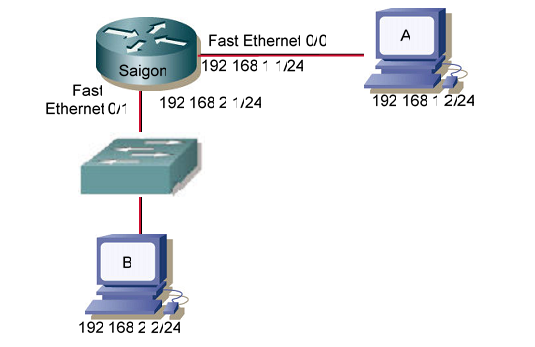 Fast Ethernet 0/0
A
192 168 1 1/24
Saigon
192 168 1 2/24
Fast
Ethernet 0/1
192 168 2 1/24
B
192 168 2 2/24